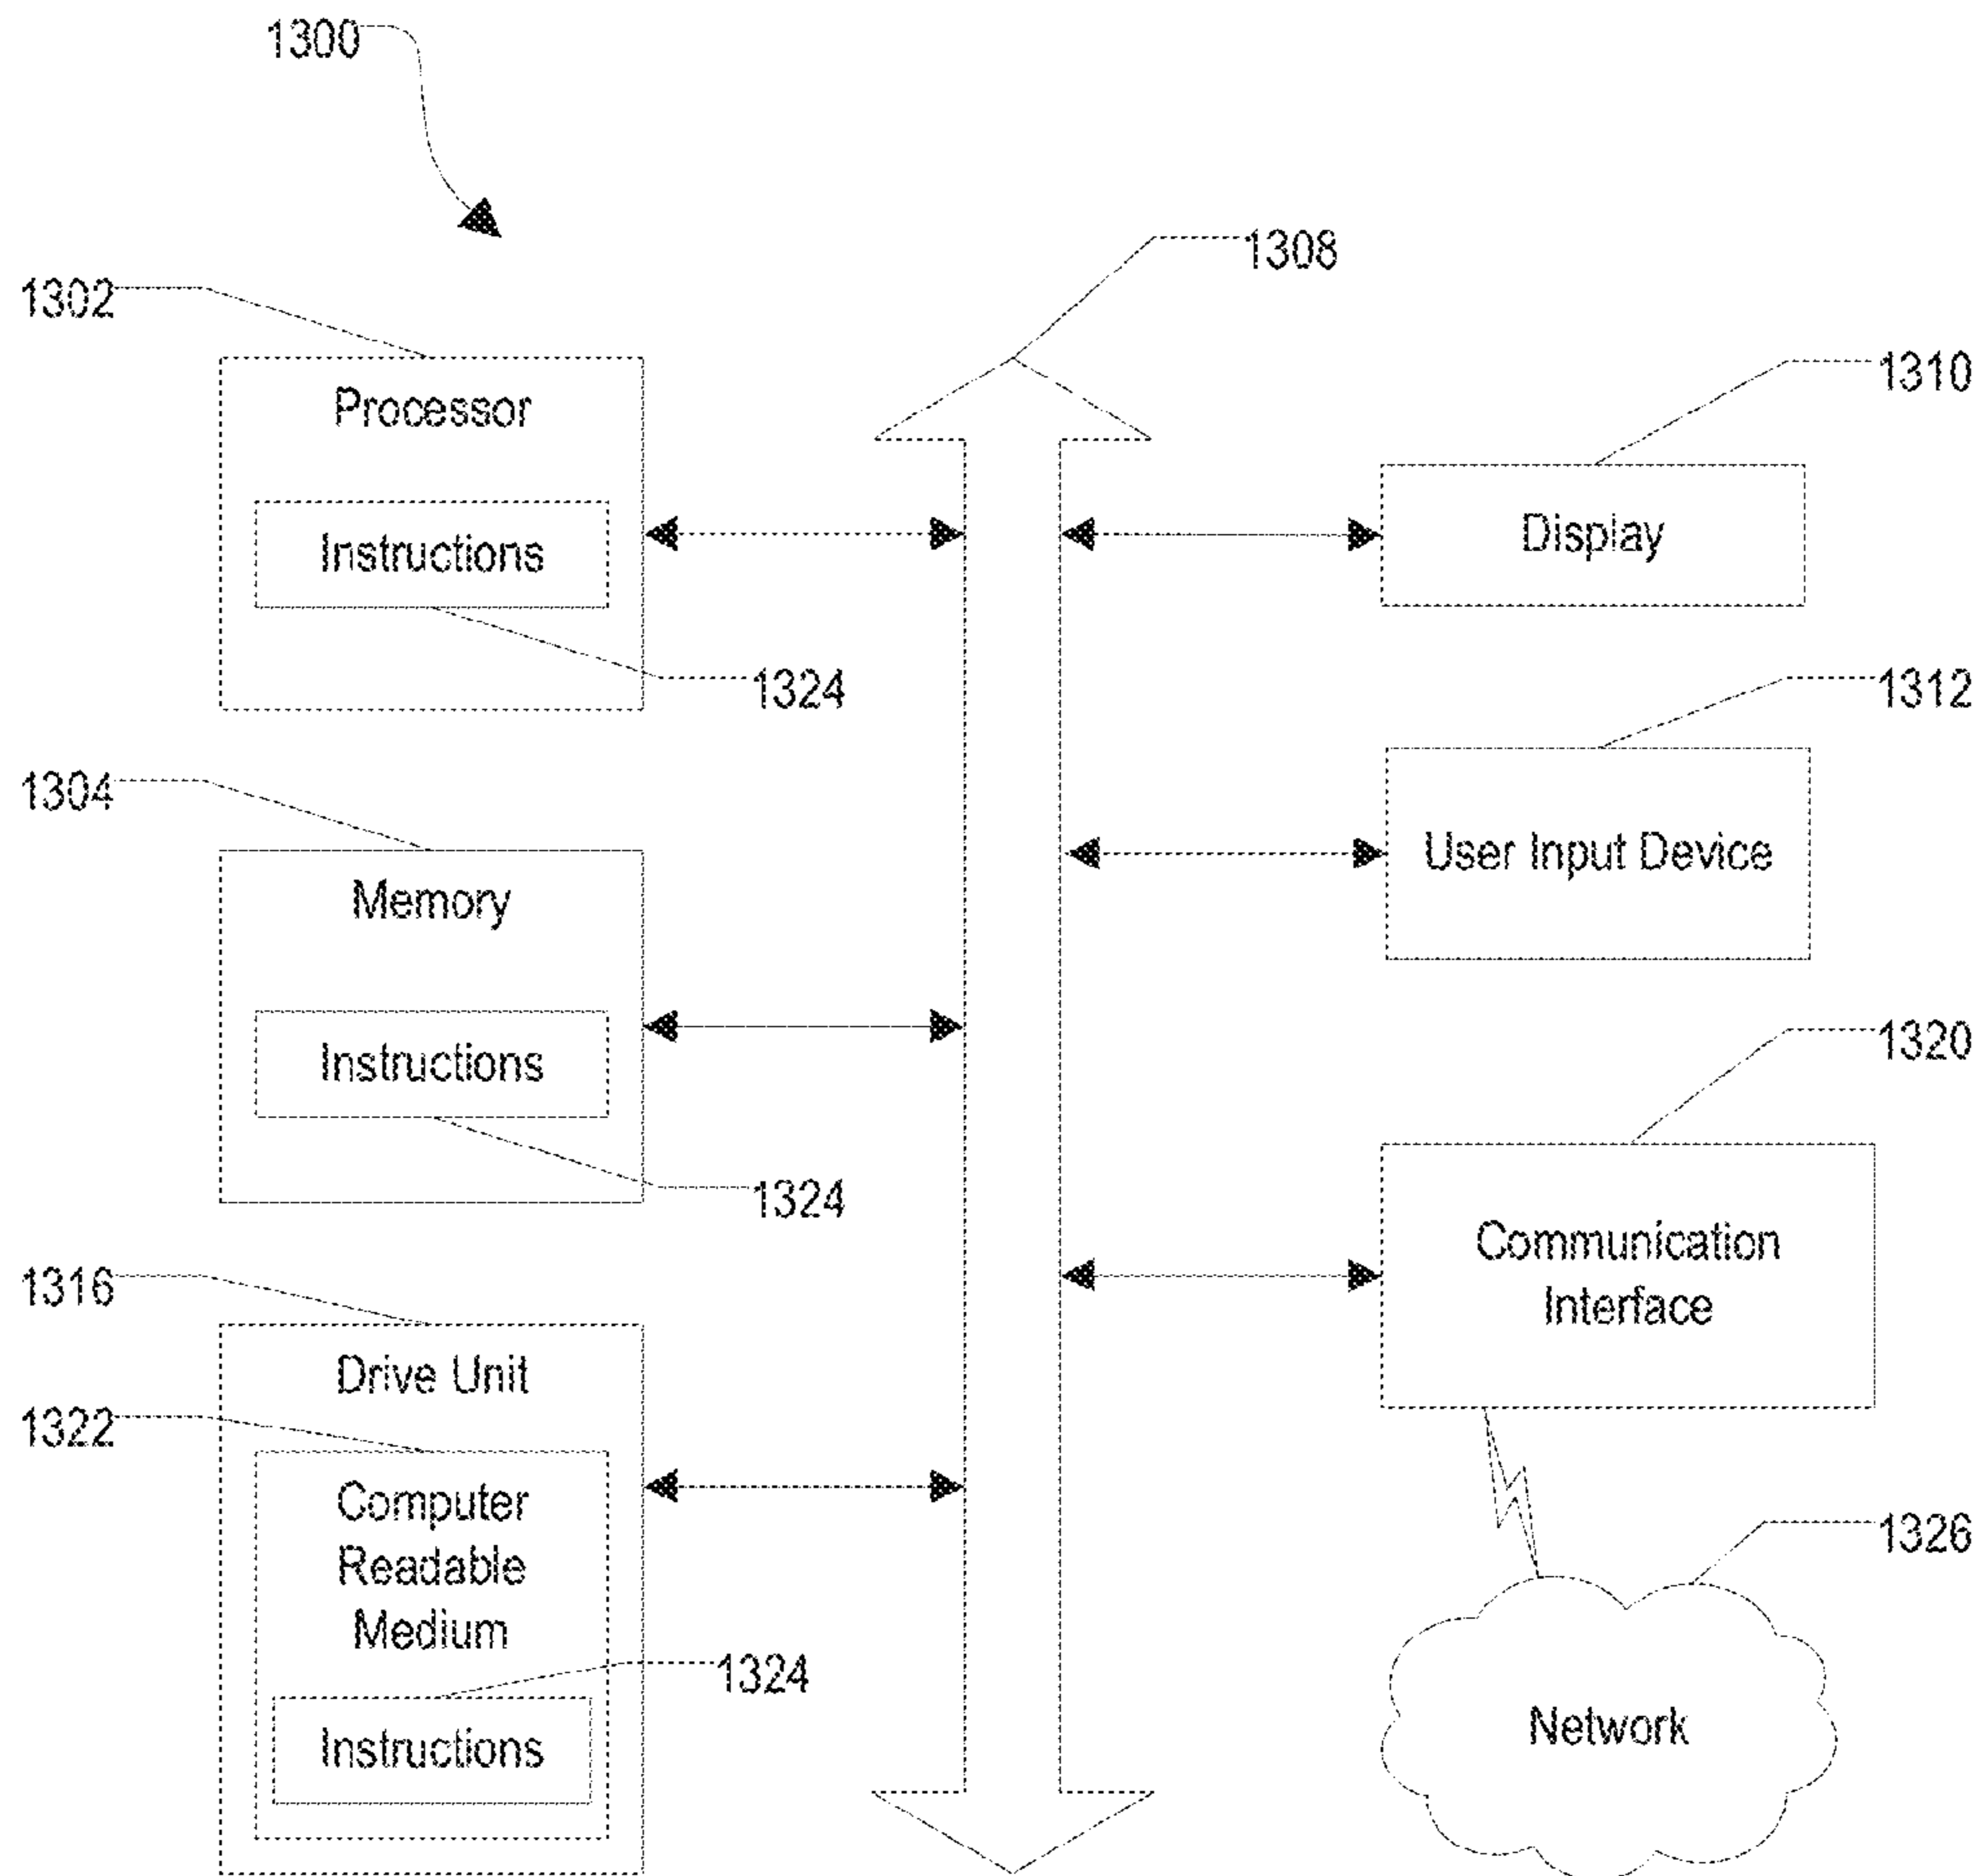 1300
1308
1302
1310
Processor
Instructions
Display
1324
1312
1304
User Input Device
Memory
1320
Instructions
1324
Communication
Interface
1316
Drive Unit
1322
Computer
Readable
Medium
1326
1324
Instructions
Network